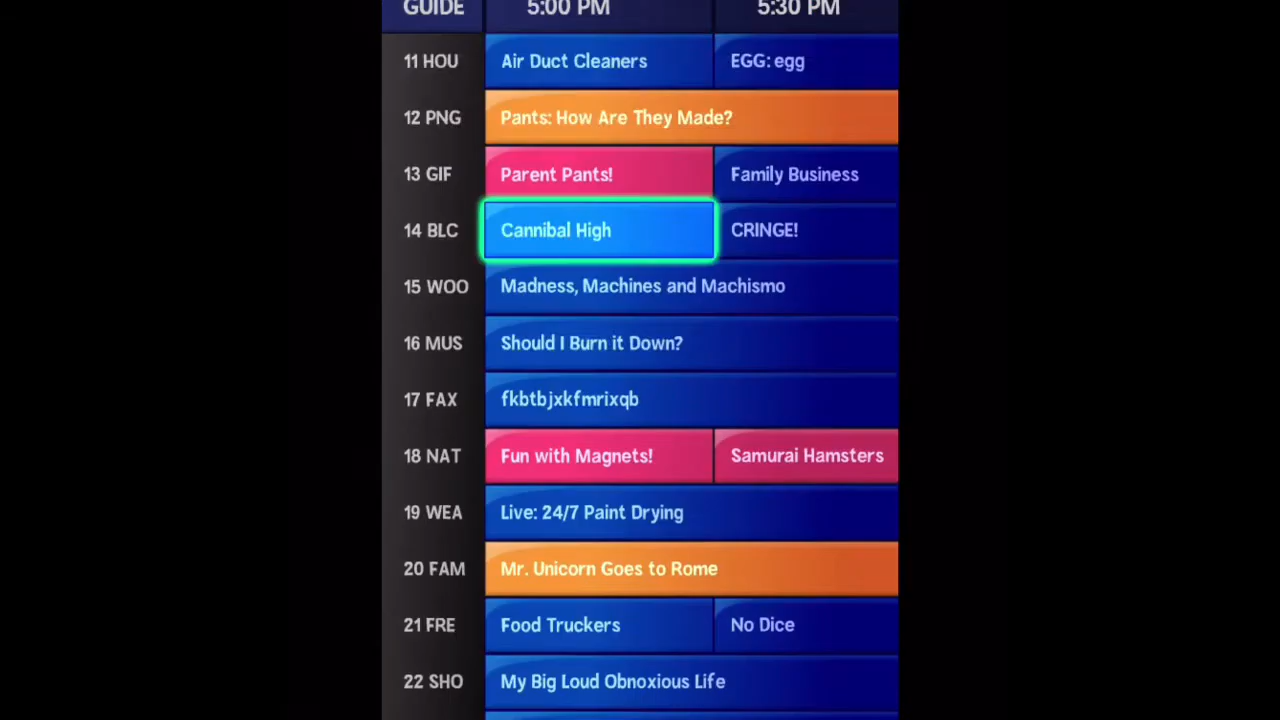 GUIDE 5:00 PM 5:30 PM
11 HOU Air Duct Cleaners EGG: egg
12 PNG Pants: How Are They Made?
13 GIF Parent Pants! Family Business
14 BLC Cannibal High CRINGE!
15 WOO Madness, Machines and Machismo
16 MUS Should I Burn it Down?
17 FAX fkbtbjxkfmrixqb
18 NAT Fun with Magnets! Samurai Hamsters
19 WEA Live: 24/7 Paint Drying
20 FAM Mr. Unicorn Goes to Rome
21 FRE Food Truckers No Dice
22 SHO My Big Loud Obnoxious Life